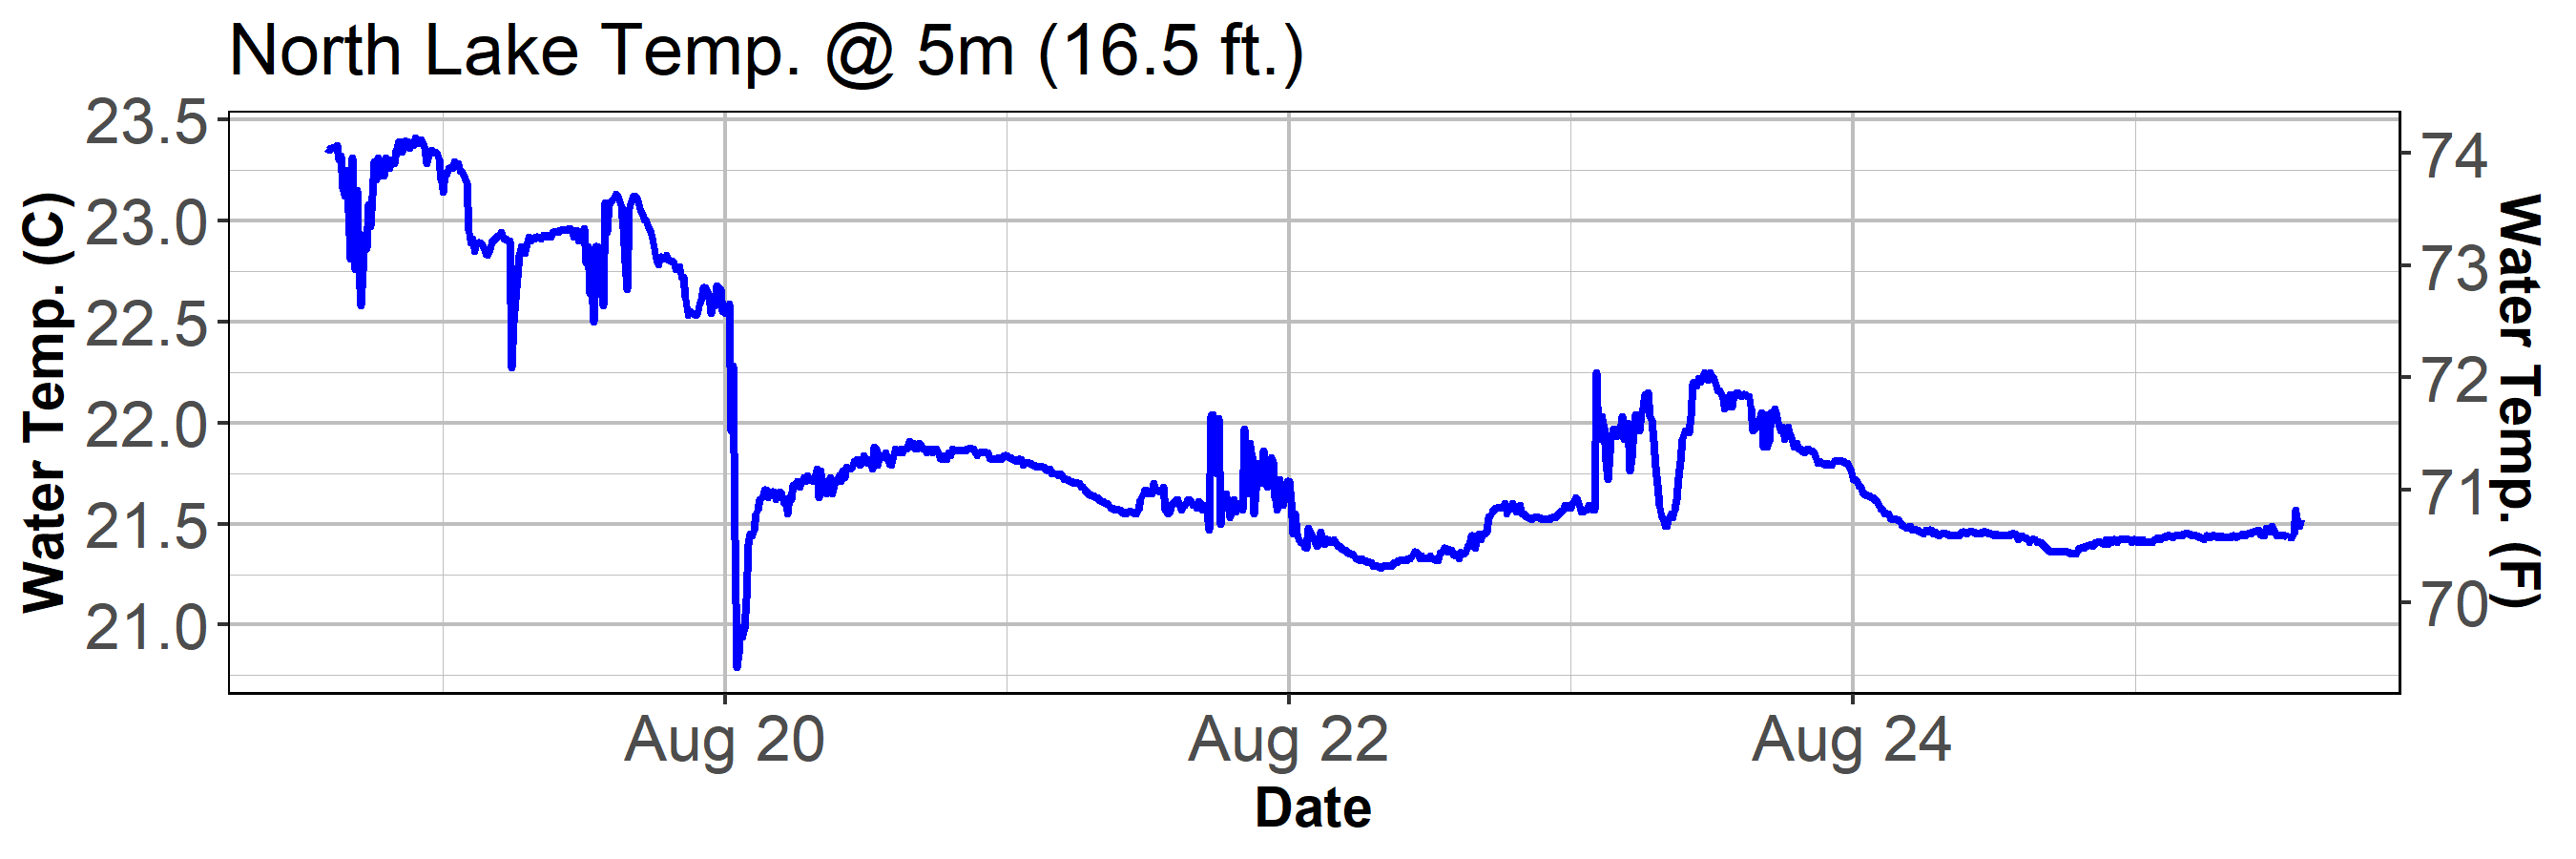 North Lake Temp. @ 5m (16.5 ft.)
Water Temp. (C)
23.5
23.0
22.5
22.0
21.5
21.0
74
73
72
71
70
Water Temp. (F)
Aug 20
Aug 22
Aug 24
Date